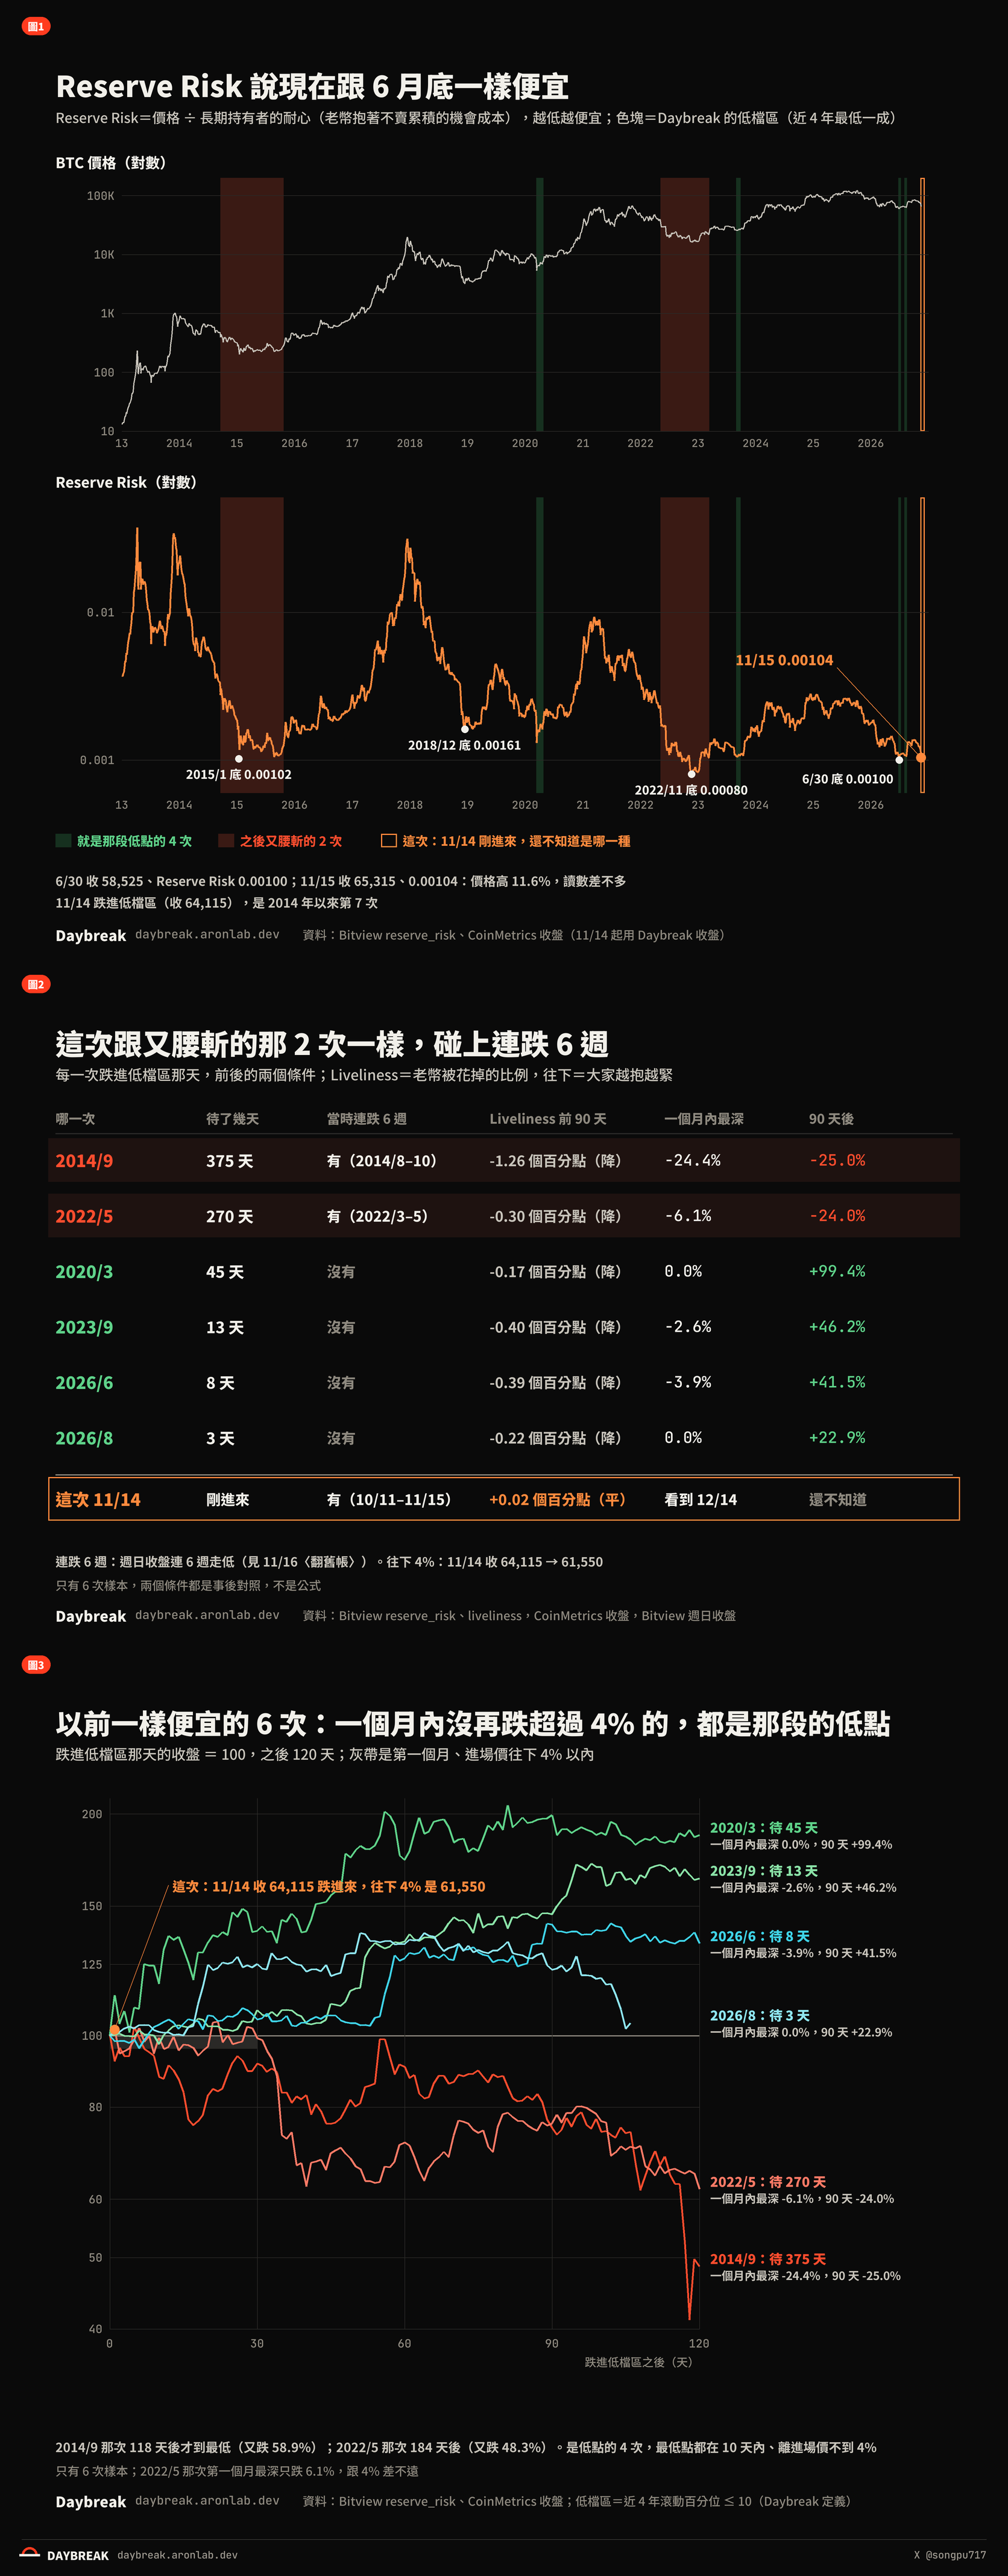 圖1
Reserve Risk 說現在跟 6 月底一樣便宜
Reserve Risk＝價格 ÷ 長期持有者的耐心（老幣抱著不賣累積的機會成本），越低越便宜；色塊＝Daybreak 的低檔區（近 4 年最低一成）
BTC 價格（對數）
100K
10K
1K
100
10
13 2014 15 2016 17 2018 19 2020 21 2022 23 2024 25 2026
Reserve Risk（對數）
0.01
11/15 0.00104
2018/12 底 0.00161
0.001
2015/1 底 0.00102
6/30 底 0.00100
2022/11 底 0.00080
13 2014 15 2016 17 2018 19 2020 21 2022 23 2024 25 2026
就是那段低點的 4 次 之後又腰斬的 2 次 這次：11/14 剛進來，還不知道是哪一種
6/30 收 58,525、Reserve Risk 0.00100；11/15 收 65,315、0.00104：價格高 11.6%，讀數差不多
11/14 跌進低檔區（收 64,115），是 2014 年以來第 7 次
Daybreak daybreak.aronlab.dev 資料：Bitview reserve_risk、CoinMetrics 收盤（11/14 起用 Daybreak 收盤）
圖2
這次跟又腰斬的那 2 次一樣，碰上連跌 6 週
每一次跌進低檔區那天，前後的兩個條件；Liveliness＝老幣被花掉的比例，往下＝大家越抱越緊
哪一次 待了幾天 當時連跌 6 週 Liveliness 前 90 天 一個月內最深 90 天後
2014/9 375 天 有（2014/8–10） -1.26 個百分點（降） -24.4% -25.0%
2022/5 270 天 有（2022/3–5） -0.30 個百分點（降） -6.1% -24.0%
2020/3 45 天 沒有 -0.17 個百分點（降） 0.0% +99.4%
2023/9 13 天 沒有 -0.40 個百分點（降） -2.6% +46.2%
2026/6 8 天 沒有 -0.39 個百分點（降） -3.9% +41.5%
2026/8 3 天 沒有 -0.22 個百分點（降） 0.0% +22.9%
這次 11/14 剛進來 有（10/11–11/15） +0.02 個百分點（平） 看到 12/14 還不知道
連跌 6 週：週日收盤連 6 週走低（見 11/16〈翻舊帳〉）。往下 4%：11/14 收 64,115 → 61,550
只有 6 次樣本，兩個條件都是事後對照，不是公式
Daybreak daybreak.aronlab.dev 資料：Bitview reserve_risk、liveliness，CoinMetrics 收盤，Bitview 週日收盤
圖3
以前一樣便宜的 6 次：一個月內沒再跌超過 4% 的，都是那段的低點
跌進低檔區那天的收盤 ＝ 100，之後 120 天；灰帶是第一個月、進場價往下 4% 以內
200
150
125
100
80
60
50
40
這次：11/14 收 64,115 跌進來，往下 4% 是 61,550
2020/3：待 45 天
一個月內最深 0.0%，90 天 +99.4%
2023/9：待 13 天
一個月內最深 -2.6%，90 天 +46.2%
2026/6：待 8 天
一個月內最深 -3.9%，90 天 +41.5%
2026/8：待 3 天
一個月內最深 0.0%，90 天 +22.9%
2022/5：待 270 天
一個月內最深 -6.1%，90 天 -24.0%
2014/9：待 375 天
一個月內最深 -24.4%，90 天 -25.0%
0 30 60 90 120
跌進低檔區之後（天）
2014/9 那次 118 天後才到最低（又跌 58.9%）；2022/5 那次 184 天後（又跌 48.3%）。是低點的 4 次，最低點都在 10 天內、離進場價不到 4%
只有 6 次樣本；2022/5 那次第一個月最深只跌 6.1%，跟 4% 差不遠
Daybreak daybreak.aronlab.dev 資料：Bitview reserve_risk、CoinMetrics 收盤；低檔區＝近 4 年滾動百分位 ≤ 10（Daybreak 定義）
DAYBREAK daybreak.aronlab.dev X @songpu717